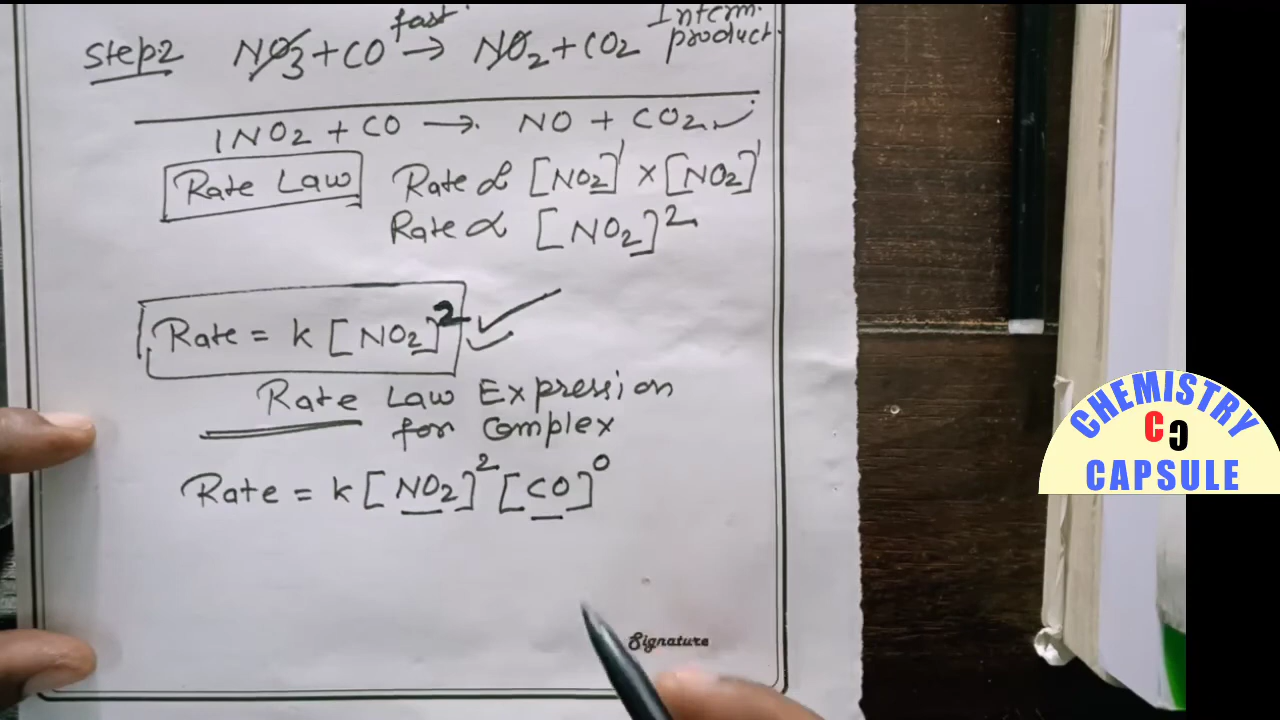 fast Interm.
Step2 NO3 + CO → NO2 + CO2 product.
1NO2 + CO → NO + CO2
Rate Law Rate ∝ [NO2]¹ × [NO2]¹
Rate ∝ [NO2]²
Rate = k [NO2]²
Rate Law Expression
for Complex
Rate = k [NO2]² [CO]⁰
Signature
CHEMISTRY
CC
CAPSULE